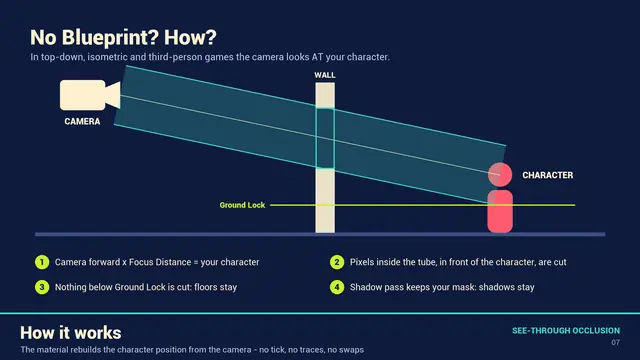 No Blueprint? How?
In top-down, isometric and third-person games the camera looks AT your character.
WALL
CAMERA
CHARACTER
Ground Lock
1 Camera forward x Focus Distance = your character
2 Pixels inside the tube, in front of the character, are cut
3 Nothing below Ground Lock is cut: floors stay
4 Shadow pass keeps your mask: shadows stay
How it works
SEE-THROUGH OCCLUSION
07
The material rebuilds the character position from the camera - no tick, no traces, no swaps